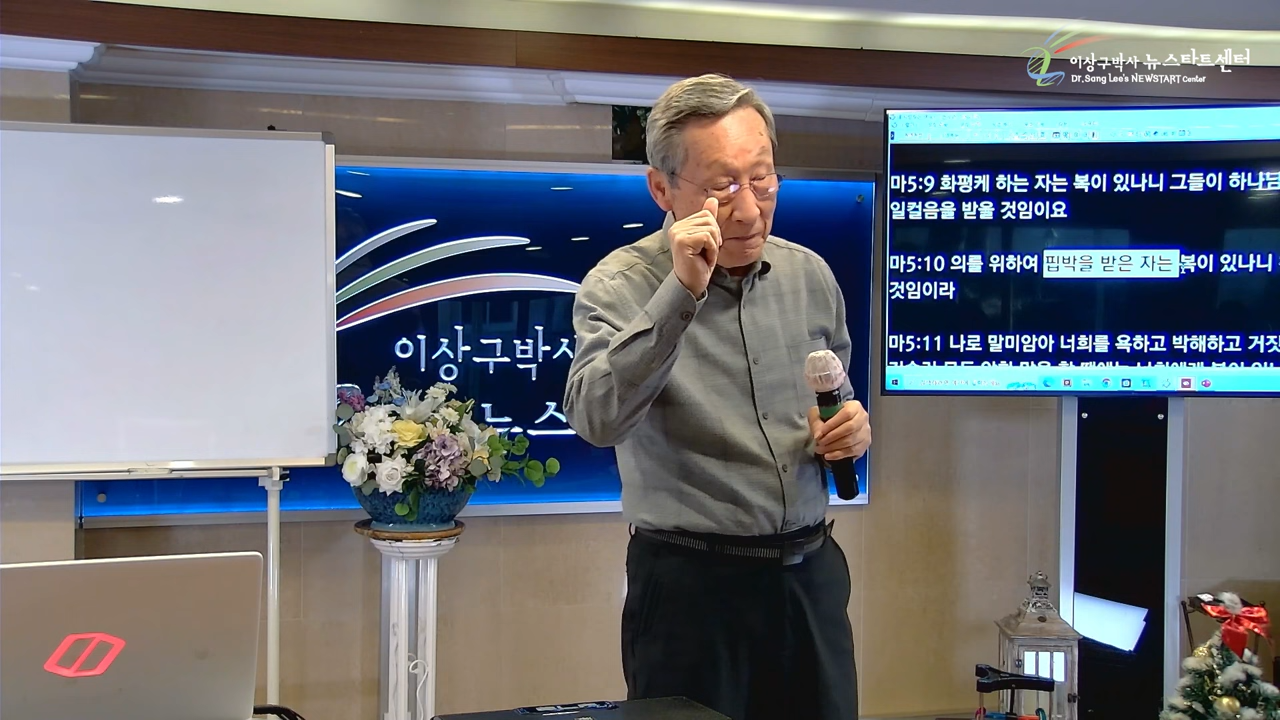 이상구박사 뉴스타트센터
Dr. Sang Lee's NEWSTART Center
마5:9 화평케 하는 자는 복이 있나니 그들이 하나님
일컬음을 받을 것임이요
마5:10 의를 위하여 핍박을 받은 자는 복이 있나니
것임이라
마5:11 나로 말미암아 너희를 욕하고 박해하고 거짓
이상구박사
뉴스